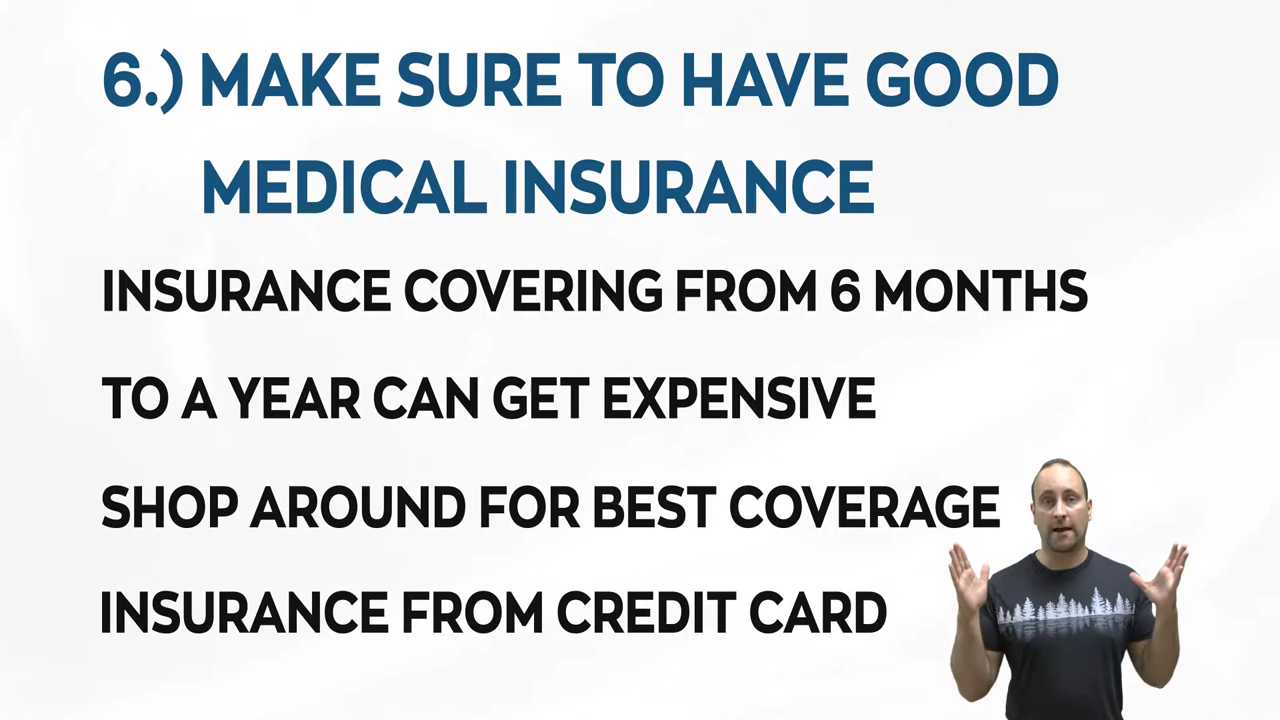 6.) MAKE SURE TO HAVE GOOD
MEDICAL INSURANCE
INSURANCE COVERING FROM 6 MONTHS
TO A YEAR CAN GET EXPENSIVE
SHOP AROUND FOR BEST COVERAGE
INSURANCE FROM CREDIT CARD